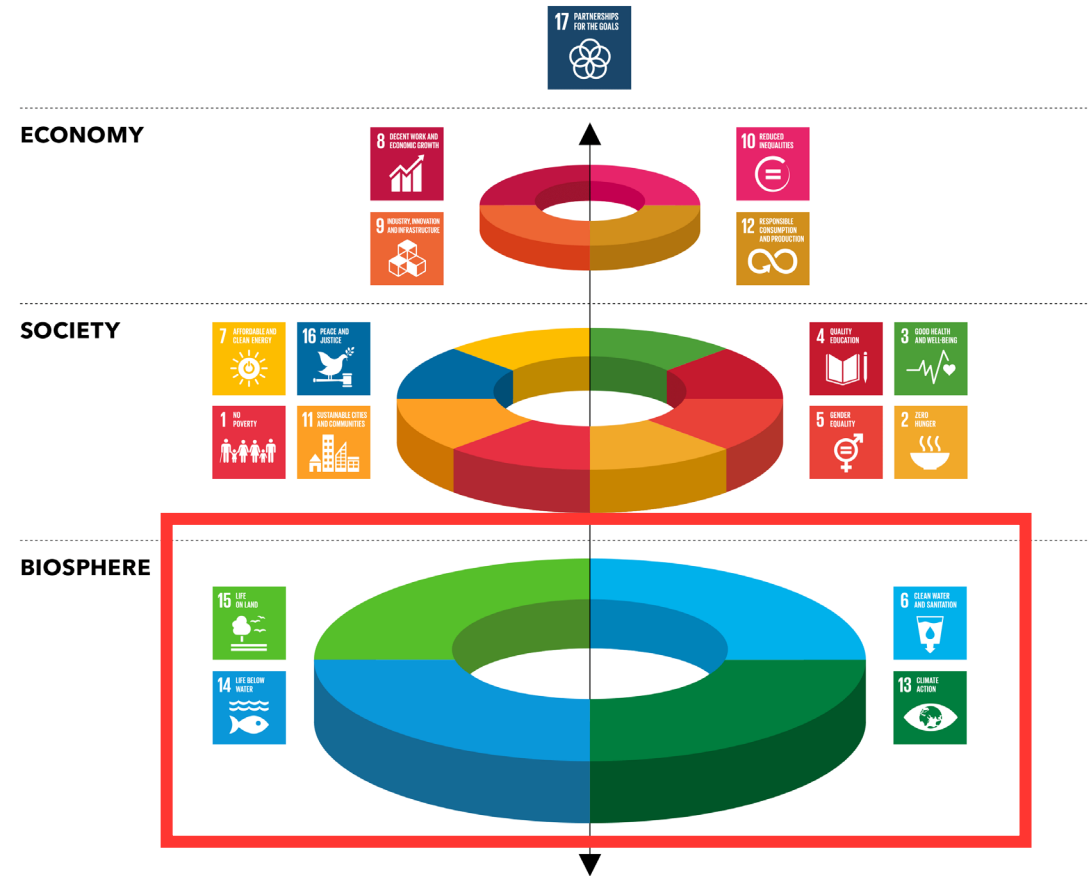 17 PARTNERSHIPS
FOR THE GOALS
ECONOMY
8 DECENT WORK AND
ECONOMIC GROWTH
10 REDUCED
INEQUALITIES
9 INDUSTRY, INNOVATION
AND INFRASTRUCTURE
12 RESPONSIBLE
CONSUMPTION
AND PRODUCTION
SOCIETY
7 AFFORDABLE AND
CLEAN ENERGY
16 PEACE AND
JUSTICE
4 QUALITY
EDUCATION
3 GOOD HEALTH
AND WELL-BEING
1 NO
POVERTY
11 SUSTAINABLE CITIES
AND COMMUNITIES
5 GENDER
EQUALITY
2 ZERO
HUNGER
BIOSPHERE
15 LIFE
ON LAND
6 CLEAN WATER
AND SANITATION
14 LIFE BELOW
WATER
13 CLIMATE
ACTION